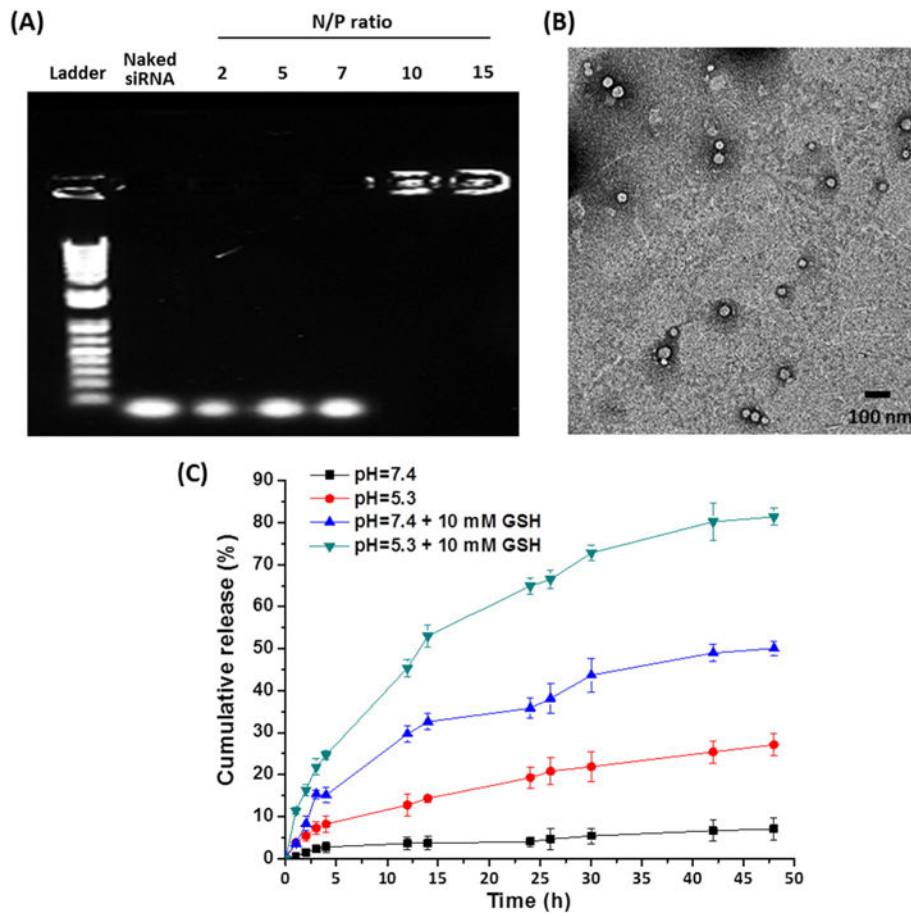 (A)
N/P ratio
Ladder
Naked
siRNA
2 5 7 10 15
(B)
100 nm
(C)
pH=7.4
pH=5.3
pH=7.4 + 10 mM GSH
pH=5.3 + 10 mM GSH
Cumulative release (%)
90
80
70
60
50
40
30
20
10
0
0 5 10 15 20 25 30 35 40 45 50
Time (h)